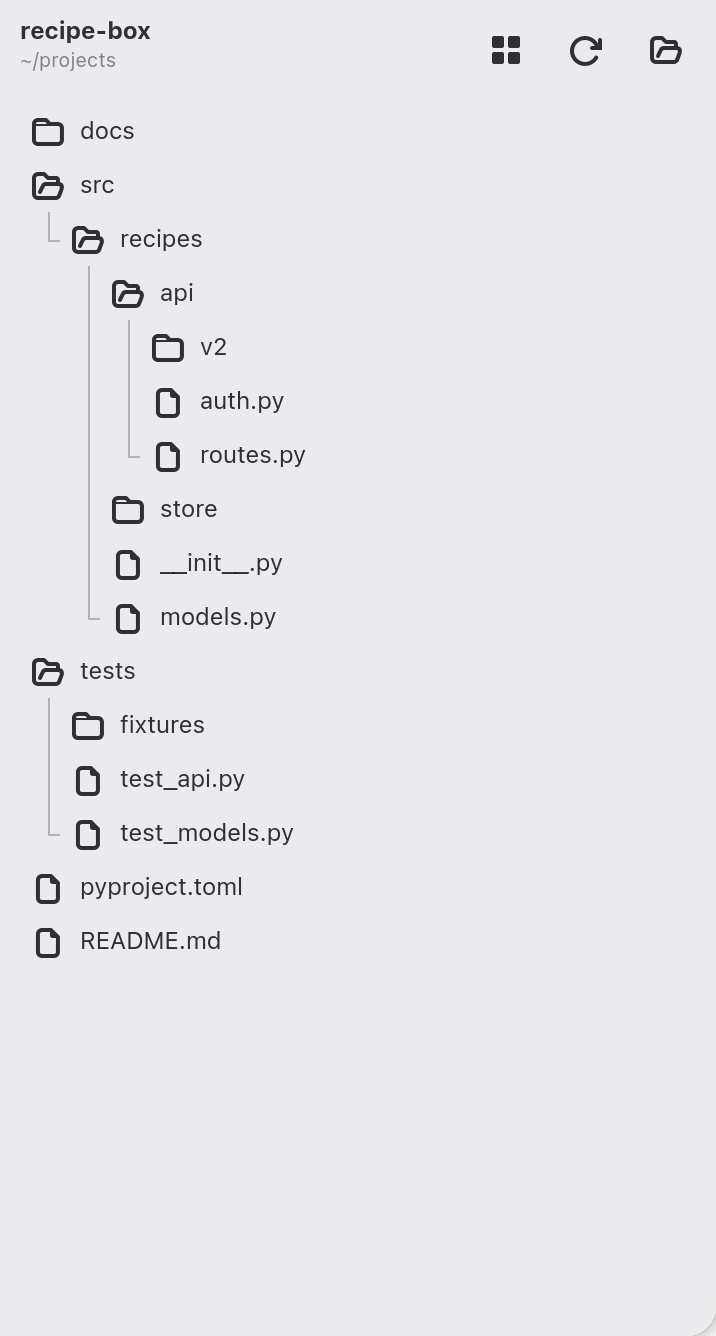 recipe-box
~/projects
docs
src
recipes
api
v2
auth.py
routes.py
store
__init__.py
models.py
tests
fixtures
test_api.py
test_models.py
pyproject.toml
README.md